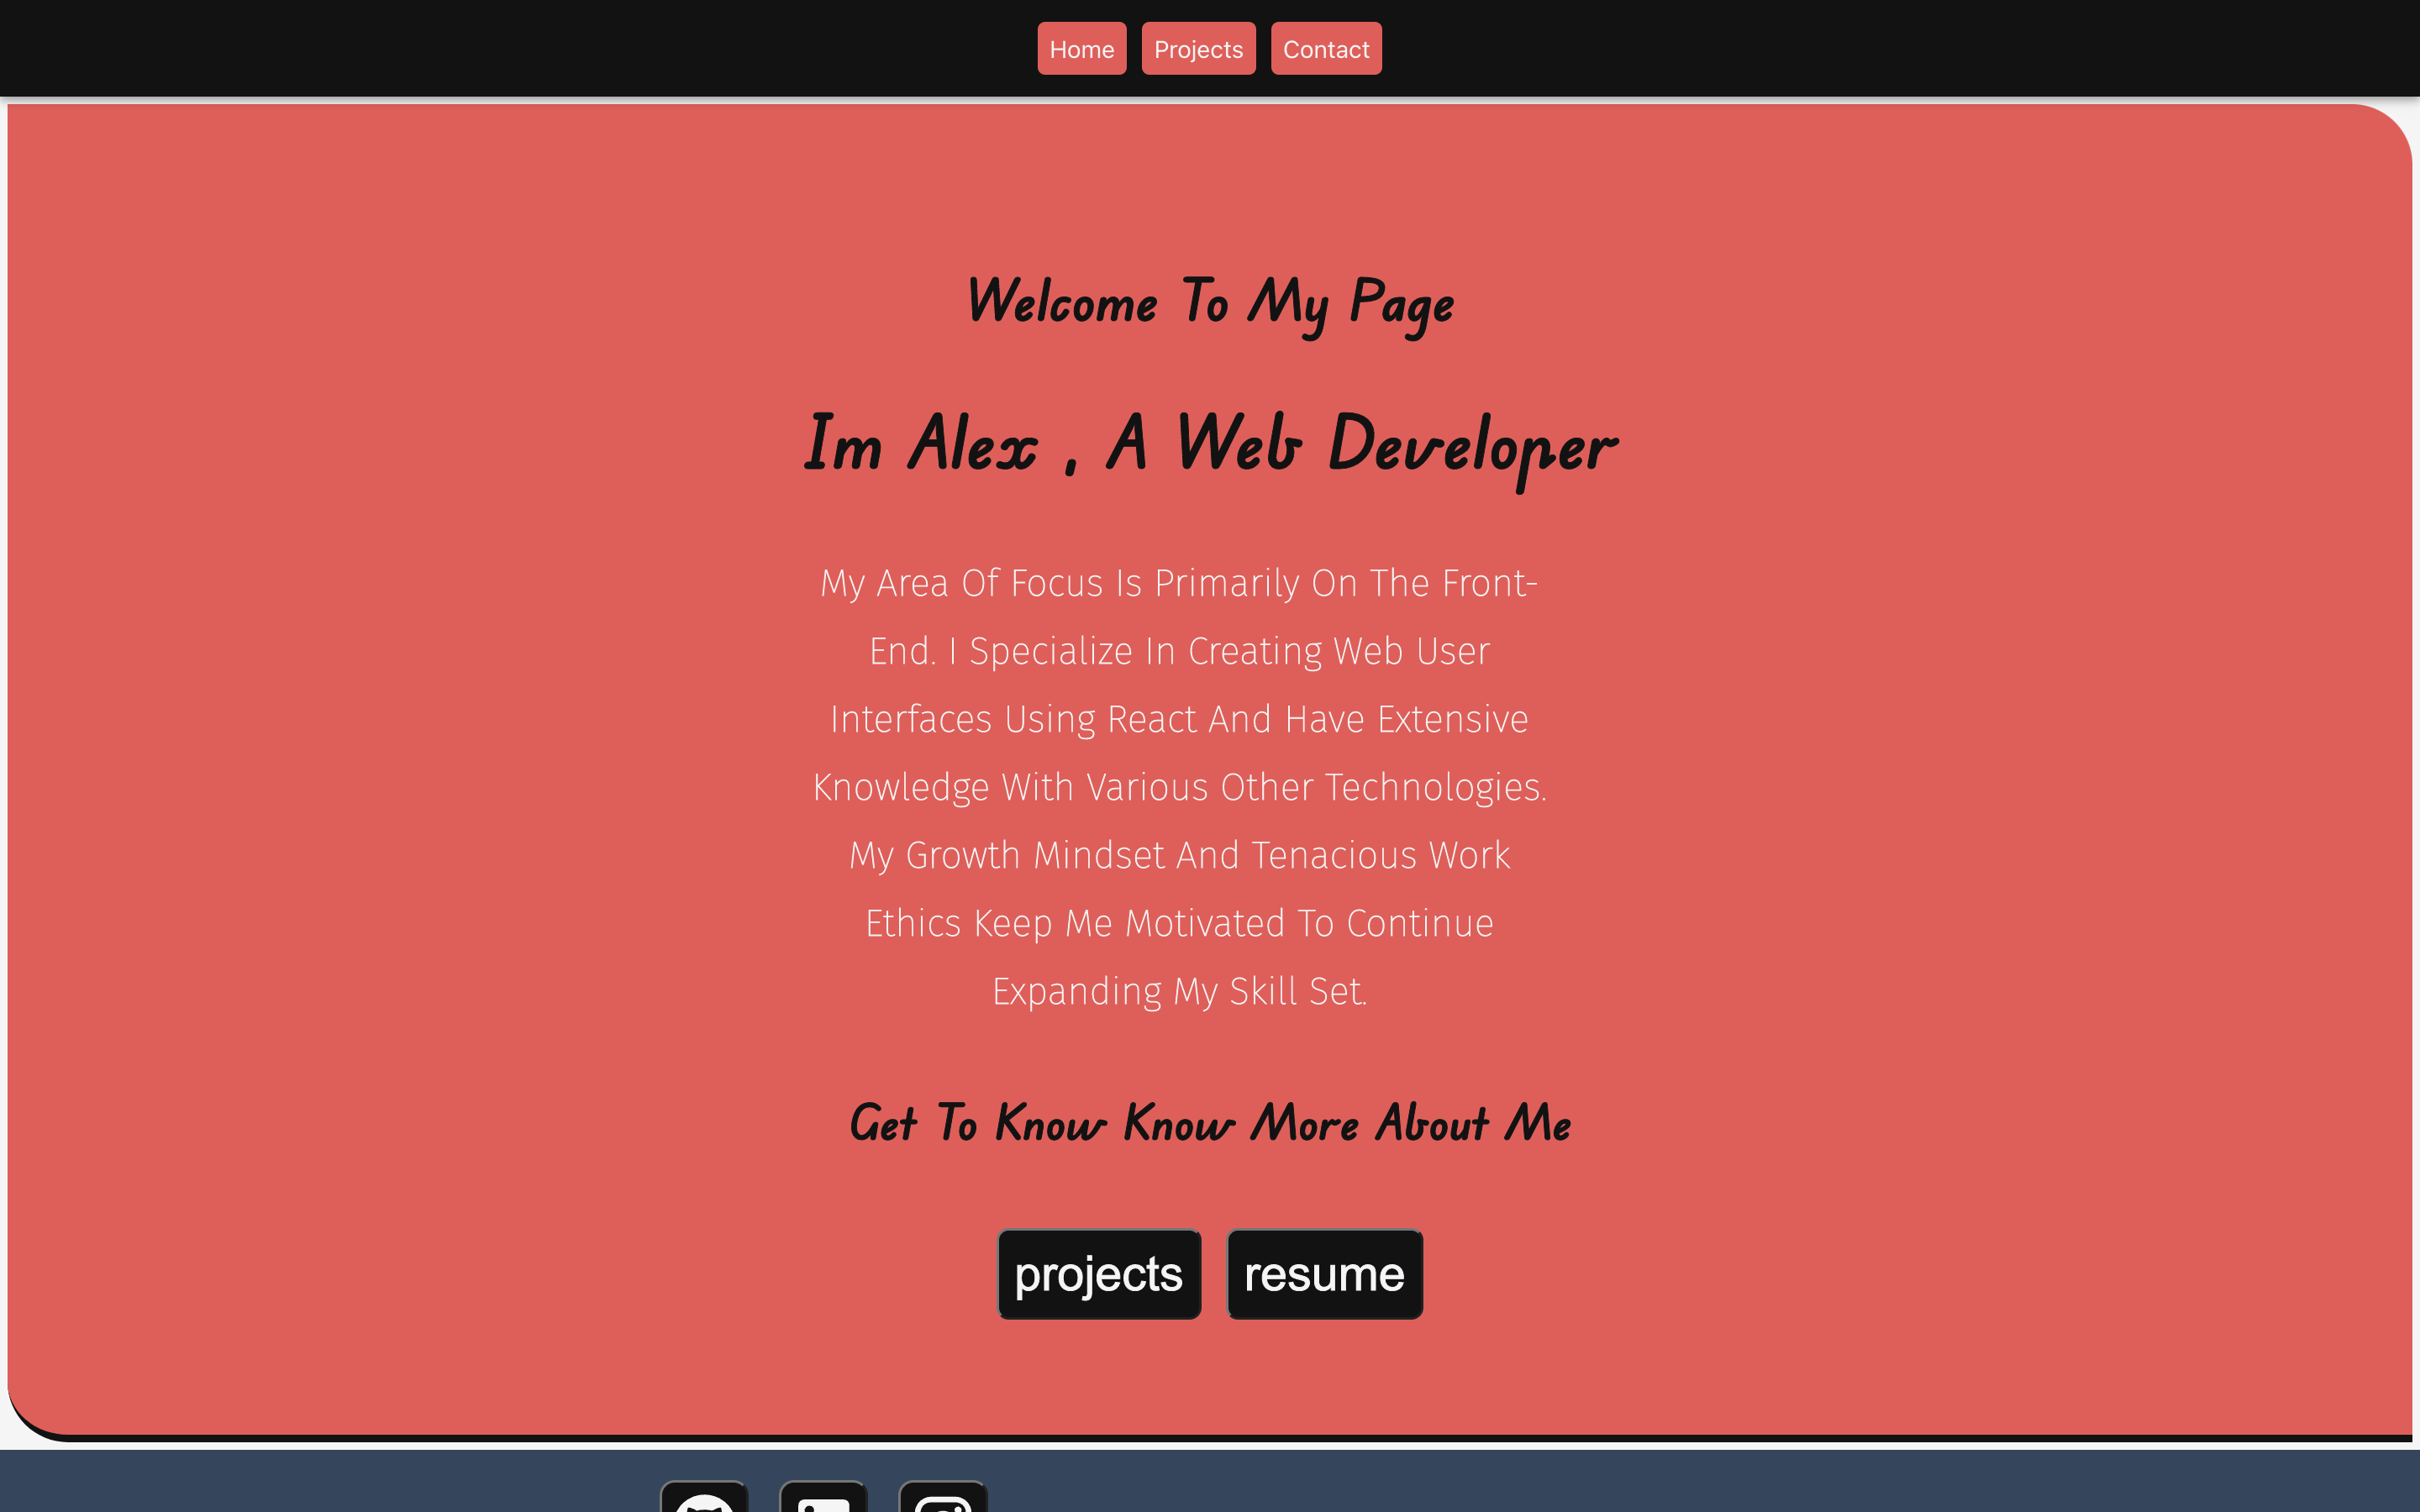 Home Projects Contact
Welcome To My Page
Im Alex , A Web Developer
My Area Of Focus Is Primarily On The Front-
End. I Specialize In Creating Web User
Interfaces Using React And Have Extensive
Knowledge With Various Other Technologies.
My Growth Mindset And Tenacious Work
Ethics Keep Me Motivated To Continue
Expanding My Skill Set.
Get To Know Know More About Me
projects resume